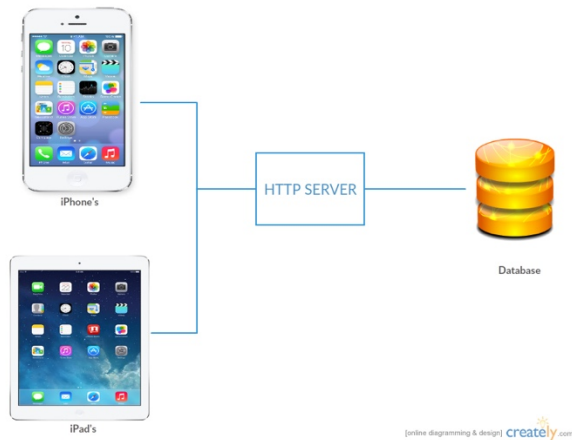 iPhone's
HTTP SERVER
Database
iPad's
[online diagramming & design] creately.com